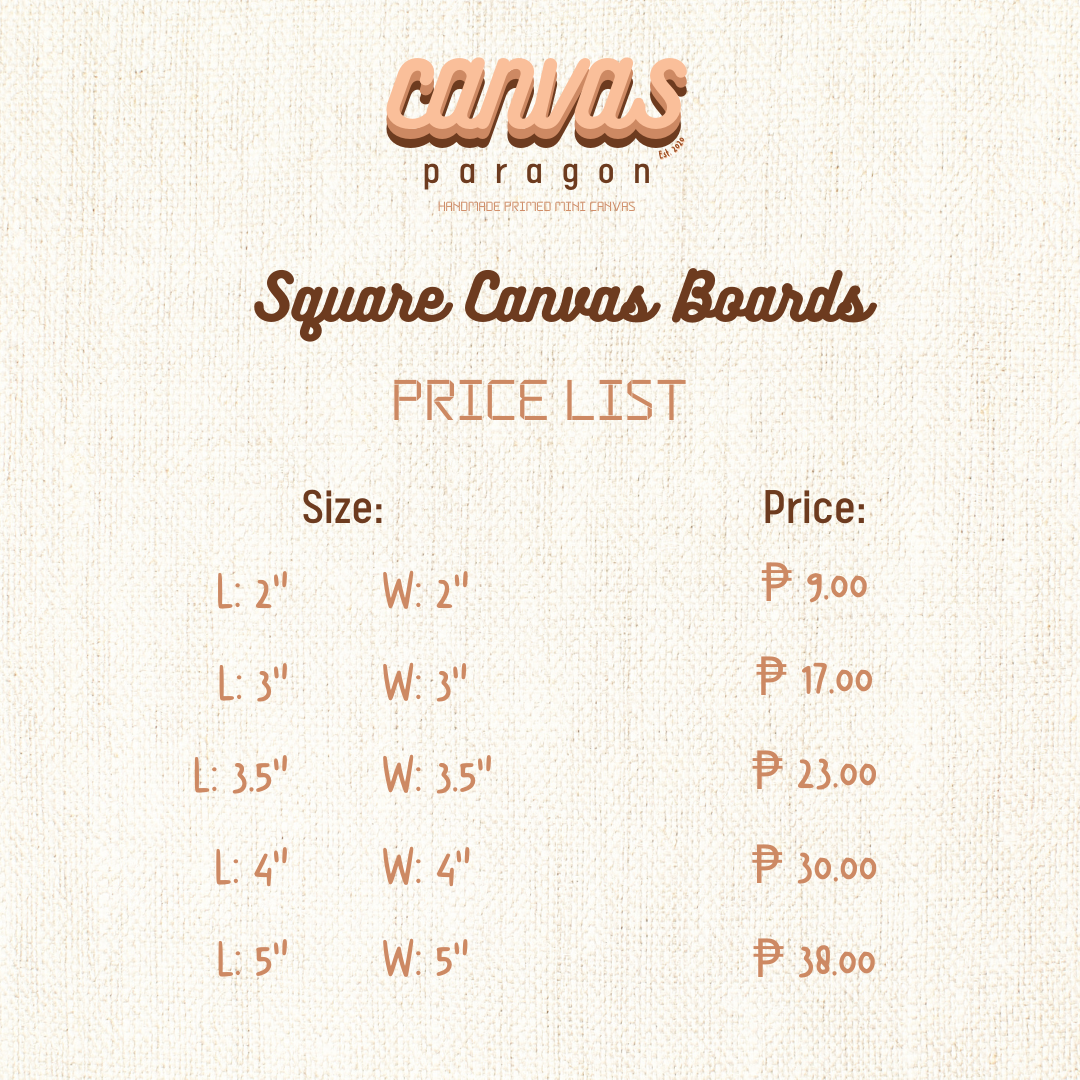 canvas
Est. 2020
paragon
HANDMADE PRIMED MINI CANVAS
Square Canvas Boards
PRICE LIST
Size: Price:
L: 2" W: 2" ₱ 9.00
L: 3" W: 3" ₱ 17.00
L: 3.5" W: 3.5" ₱ 23.00
L: 4" W: 4" ₱ 30.00
L: 5" W: 5" ₱ 38.00